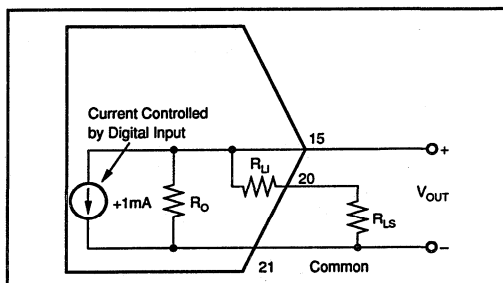 Current Controlled
by Digital Input
15
+
R_LI
20
V_OUT
+1mA
R_O
R_LS
−
21
Common